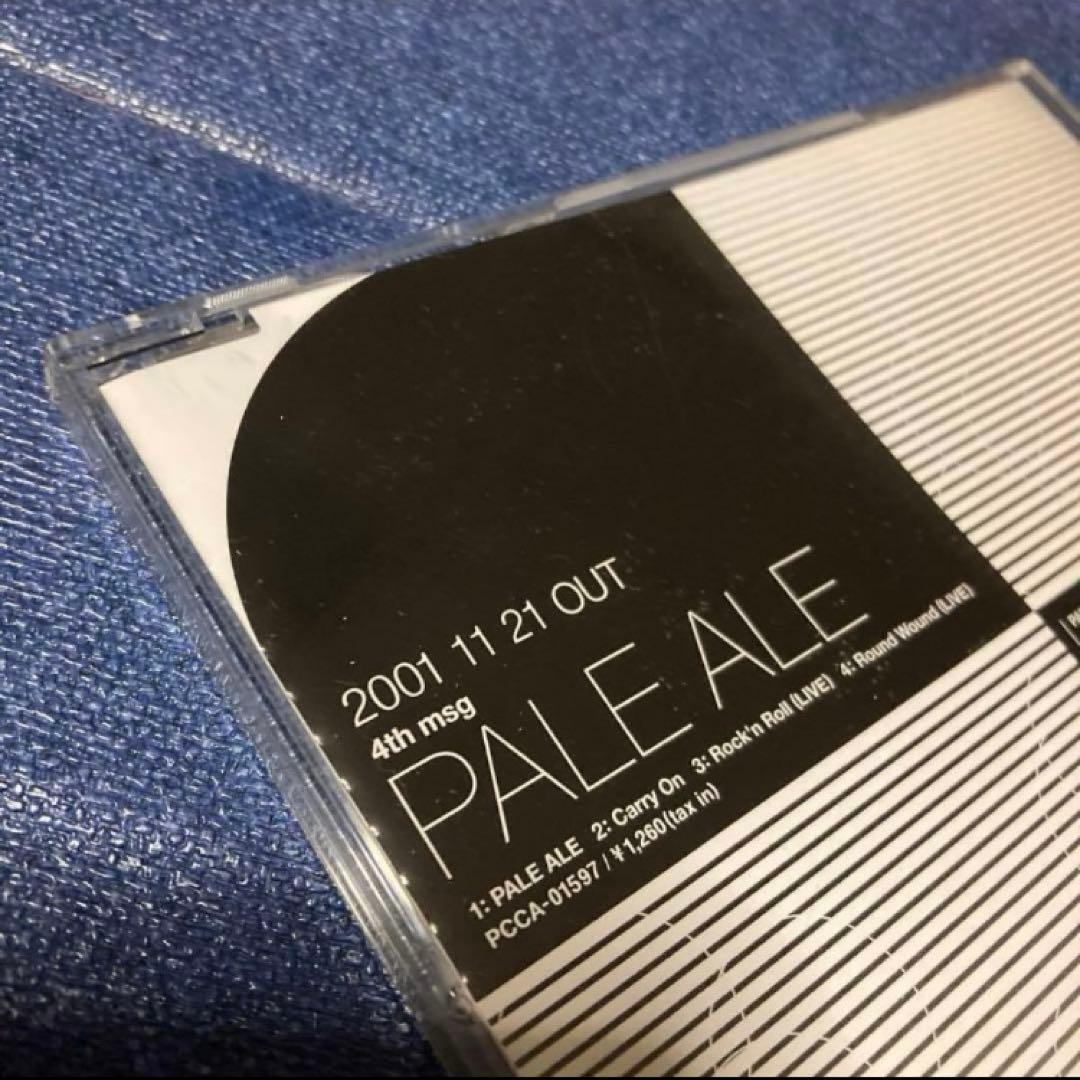 2001 11 21 OUT
4th msg
PALE ALE
1: PALE ALE 2: Carry On 3: Rock'n Roll (LIVE) 4: Round Wound (LIVE)
PCCA-01597 / ¥1,260 (tax in)